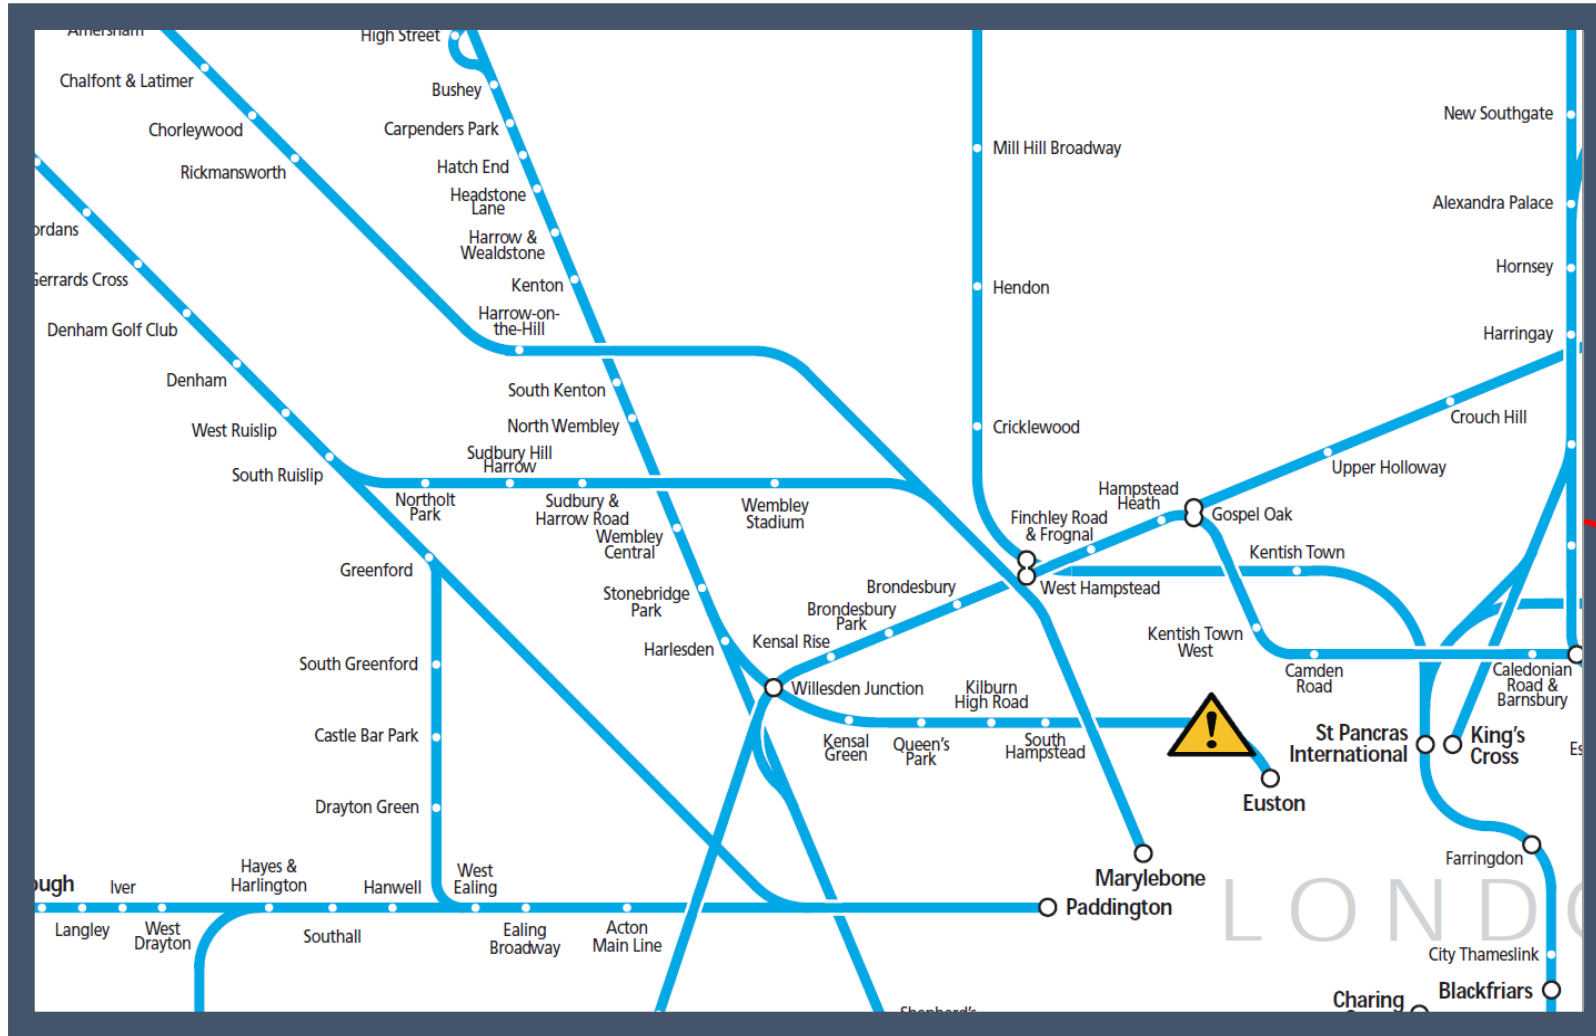 Amersham
High Street
Chalfont & Latimer
Bushey
Chorleywood
Carpenders Park
Rickmansworth
Hatch End
Headstone
Lane
Harrow &
Wealdstone
Kenton
Harrow-on-
the-Hill
ordans
Gerrards Cross
Denham Golf Club
Denham
West Ruislip
South Ruislip
South Kenton
North Wembley
Sudbury Hill
Harrow
Northolt
Park
Sudbury &
Harrow Road
Wembley
Central
Wembley
Stadium
Stonebridge
Park
Harlesden
Greenford
South Greenford
Castle Bar Park
Drayton Green
Mill Hill Broadway
Hendon
Cricklewood
New Southgate
Alexandra Palace
Hornsey
Harringay
Crouch Hill
Upper Holloway
Hampstead
Heath
Gospel Oak
Finchley Road
& Frognal
West Hampstead
Kentish Town
Brondesbury
Brondesbury
Park
Kensal Rise
Willesden Junction
Kentish Town
West
Camden
Road
Caledonian
Road &
Barnsbury
Kilburn
High Road
Kensal
Green
Queen's
Park
South
Hampstead
!
Euston
St Pancras
International
King's
Cross
Es
Marylebone
Paddington
Farringdon
LONDO
City Thameslink
Blackfriars
Charing
ough
Iver
Langley
West
Drayton
Hayes &
Harlington
Southall
Hanwell
West
Ealing
Ealing
Broadway
Acton
Main Line
Shepherd's